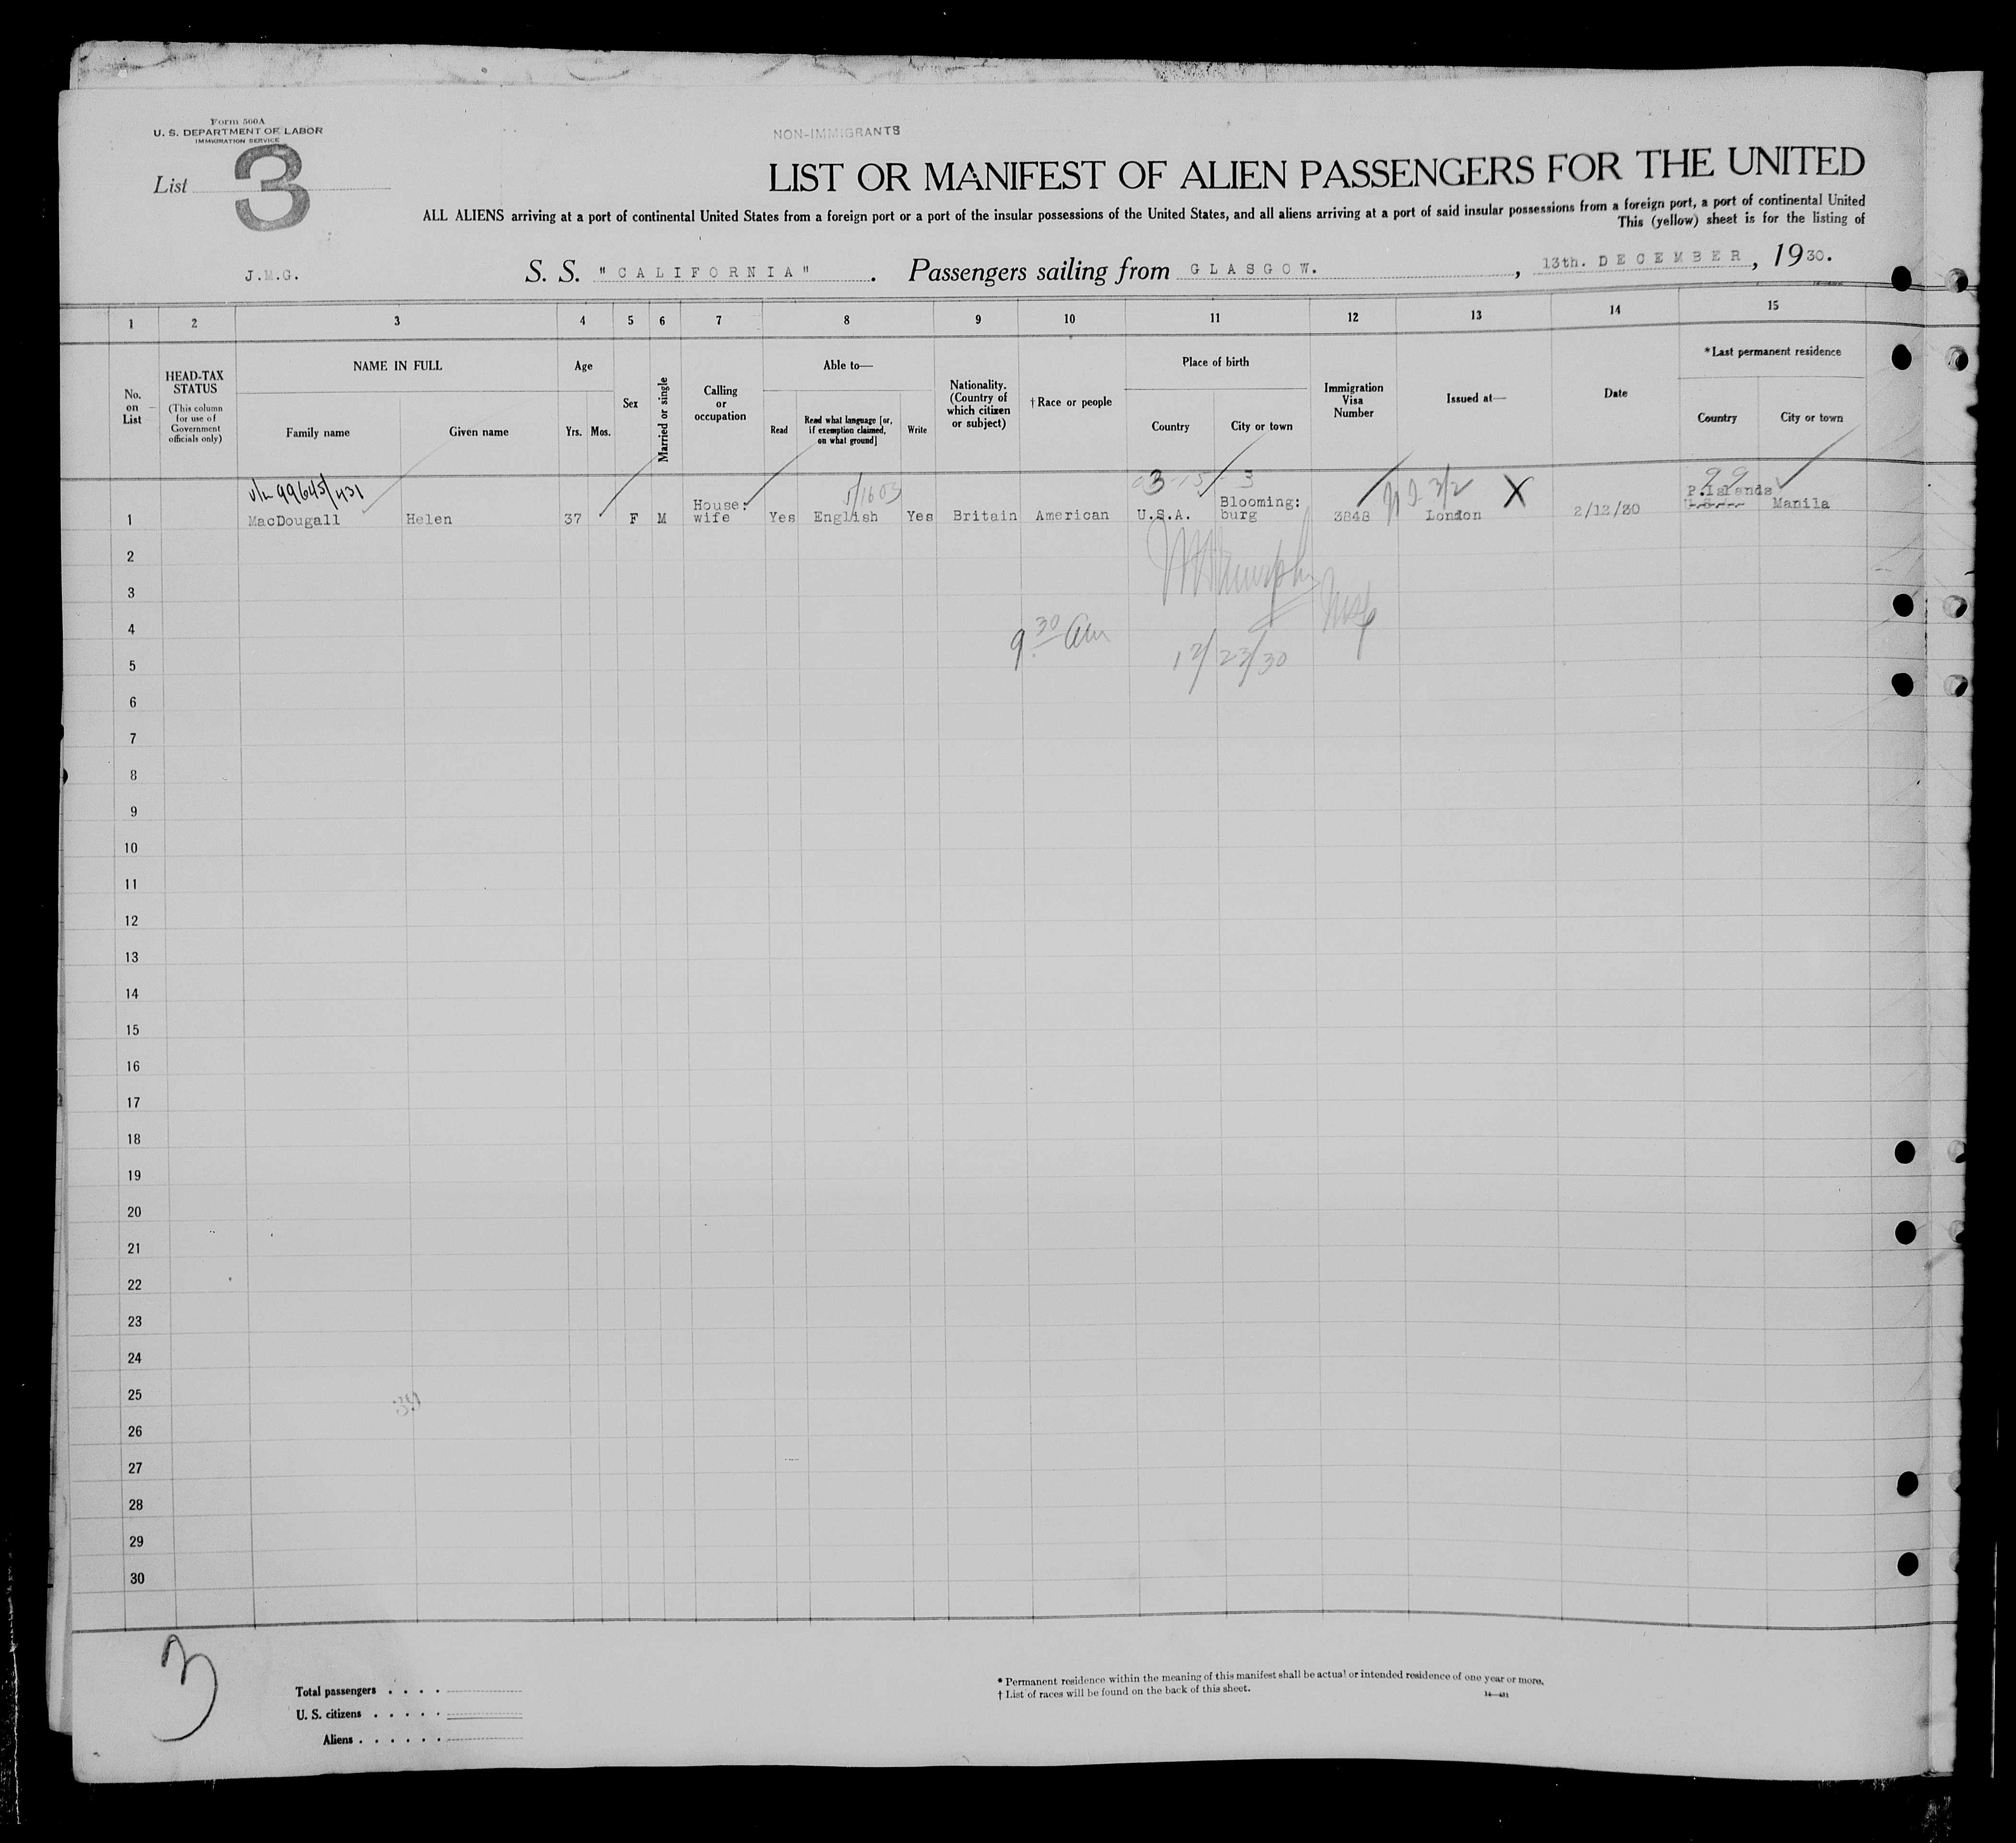 Form 500A
U. S. DEPARTMENT OF LABOR
IMMIGRATION SERVICE
NON-IMMIGRANTS
List 3
LIST OR MANIFEST OF ALIEN PASSENGERS FOR THE UNITED
ALL ALIENS arriving at a port of continental United States from a foreign port or a port of the insular possessions of the United States, and all aliens arriving at a port of said insular possessions from a foreign port, a port of continental United
This (yellow) sheet is for the listing of
J.M.G.
S. S. "CALIFORNIA". Passengers sailing from GLASGOW. , 13th. DECEMBER, 1930.
1 2 3 4 5 6 7 8 9 10 11 12 13 14 15
No. on List
HEAD-TAX STATUS
(This column for use of Government officials only)
NAME IN FULL
Family name Given name
Age
Yrs. Mos.
Sex
Married or single
Calling or occupation
Able to—
Read
Read what language [or, if exemption claimed, on what ground]
Write
Nationality. (Country of which citizen or subject)
† Race or people
Place of birth
Country City or town
Immigration Visa Number
Issued at—
Date
*Last permanent residence
Country City or town
99645/431
5/1603
3-15-3
99
1 MacDougall Helen 37 F M House:wife Yes English Yes Britain American U.S.A. Blooming:burg 3848 London X 2/12/30 P.Islands Manila
2
3
4
9 30 am
12/23/30
5
6
7
8
9
10
11
12
13
14
15
16
17
18
19
20
21
22
23
24
25
26
27
28
29
30
3
Total passengers . . . .
U. S. citizens . . . . .
Aliens . . . . . .
* Permanent residence within the meaning of this manifest shall be actual or intended residence of one year or more.
† List of races will be found on the back of this sheet.